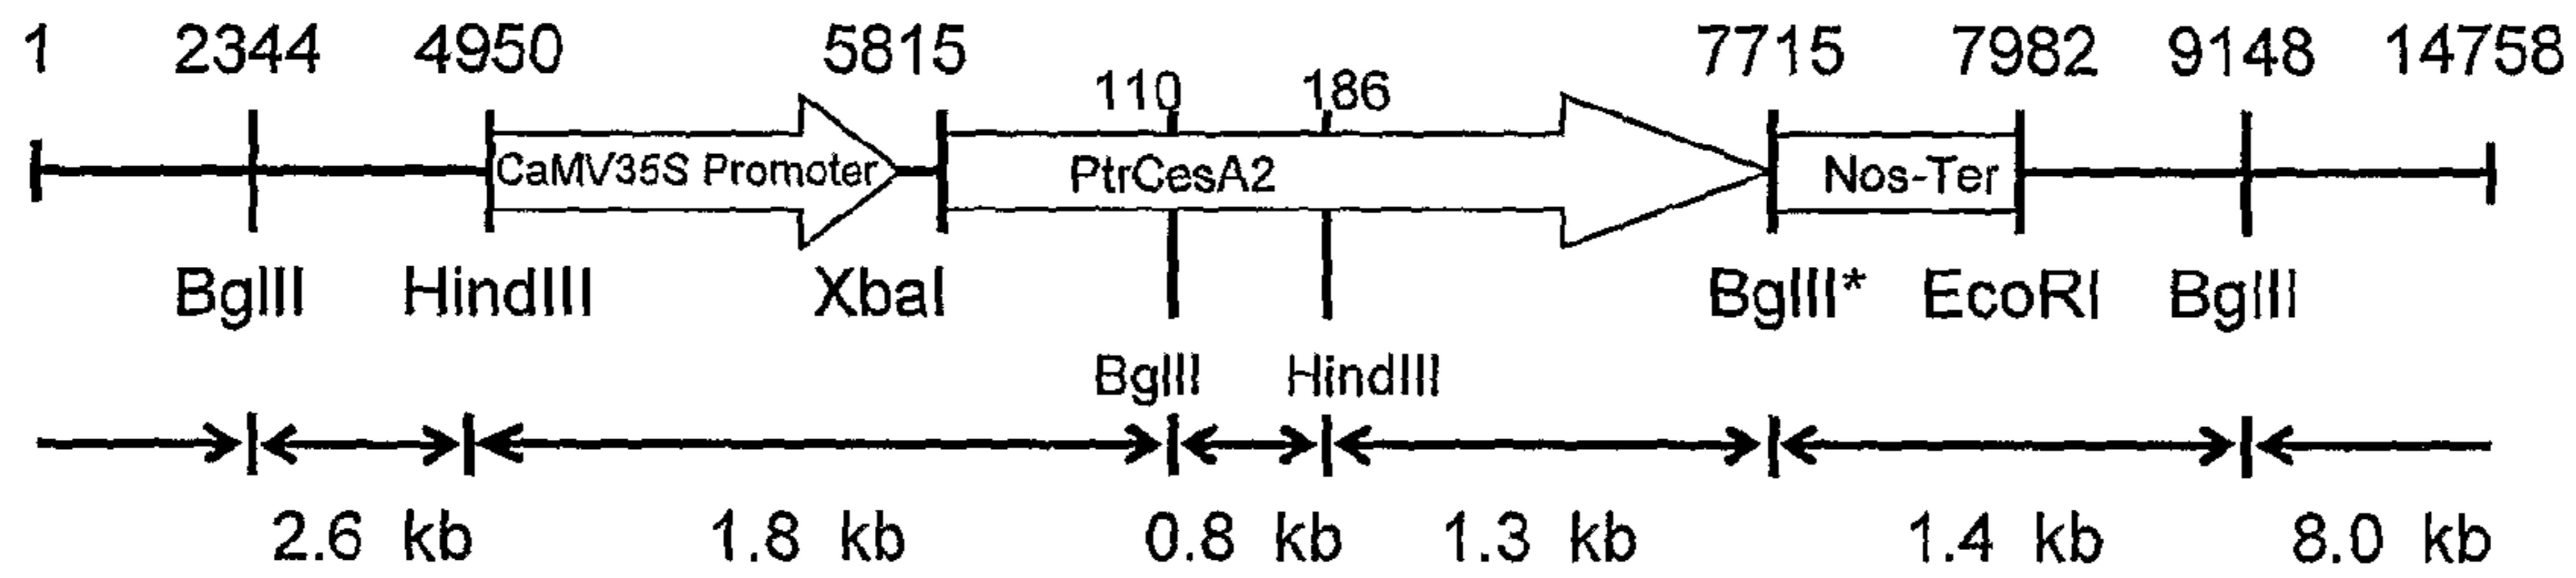 1 2344 4950 5815 7715 7982 9148 14758
110 186
CaMV35S Promoter PtrCesA2 Nos-Ter
BglII HindIII XbaI BglII* EcoRI BglII
BglII HindIII
2.6 kb 1.8 kb 0.8 kb 1.3 kb 1.4 kb 8.0 kb